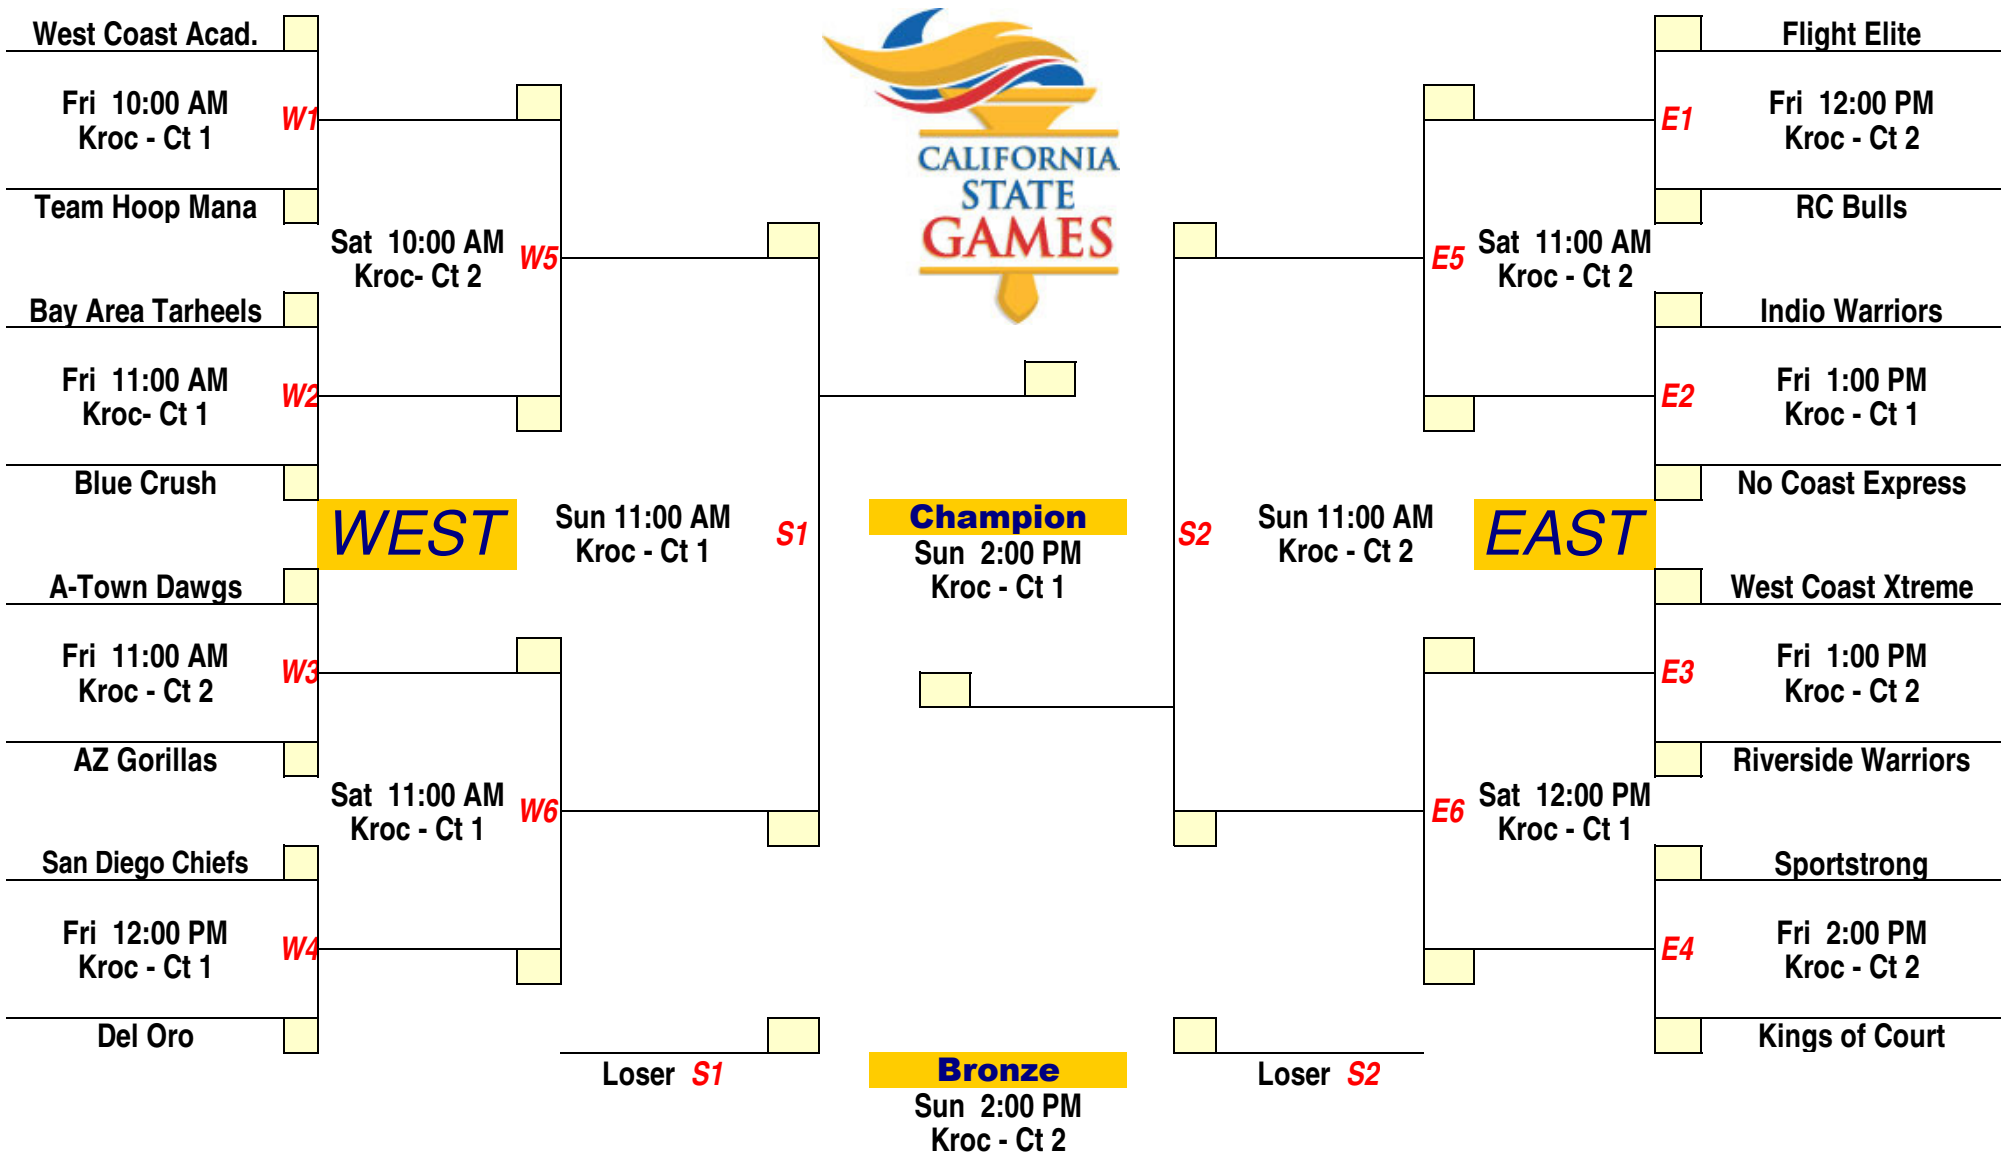 West Coast Acad.
Fri 10:00 AM
Kroc - Ct 1
W1
Team Hoop Mana
Bay Area Tarheels
Fri 11:00 AM
Kroc- Ct 1
W2
Blue Crush
A-Town Dawgs
Fri 11:00 AM
Kroc - Ct 2
W3
AZ Gorillas
San Diego Chiefs
Fri 12:00 PM
Kroc - Ct 1
W4
Del Oro
Sat 10:00 AM
Kroc- Ct 2
W5
WEST
Sat 11:00 AM
Kroc - Ct 1
W6
Sun 11:00 AM
Kroc - Ct 1
S1
Loser S1
CALIFORNIA
STATE
GAMES
Champion
Sun 2:00 PM
Kroc - Ct 1
Bronze
Sun 2:00 PM
Kroc - Ct 2
S2
Sun 11:00 AM
Kroc - Ct 2
Loser S2
E5
Sat 11:00 AM
Kroc - Ct 2
EAST
E6
Sat 12:00 PM
Kroc - Ct 1
Flight Elite
E1
Fri 12:00 PM
Kroc - Ct 2
RC Bulls
Indio Warriors
E2
Fri 1:00 PM
Kroc - Ct 1
No Coast Express
West Coast Xtreme
E3
Fri 1:00 PM
Kroc - Ct 2
Riverside Warriors
Sportstrong
E4
Fri 2:00 PM
Kroc - Ct 2
Kings of Court